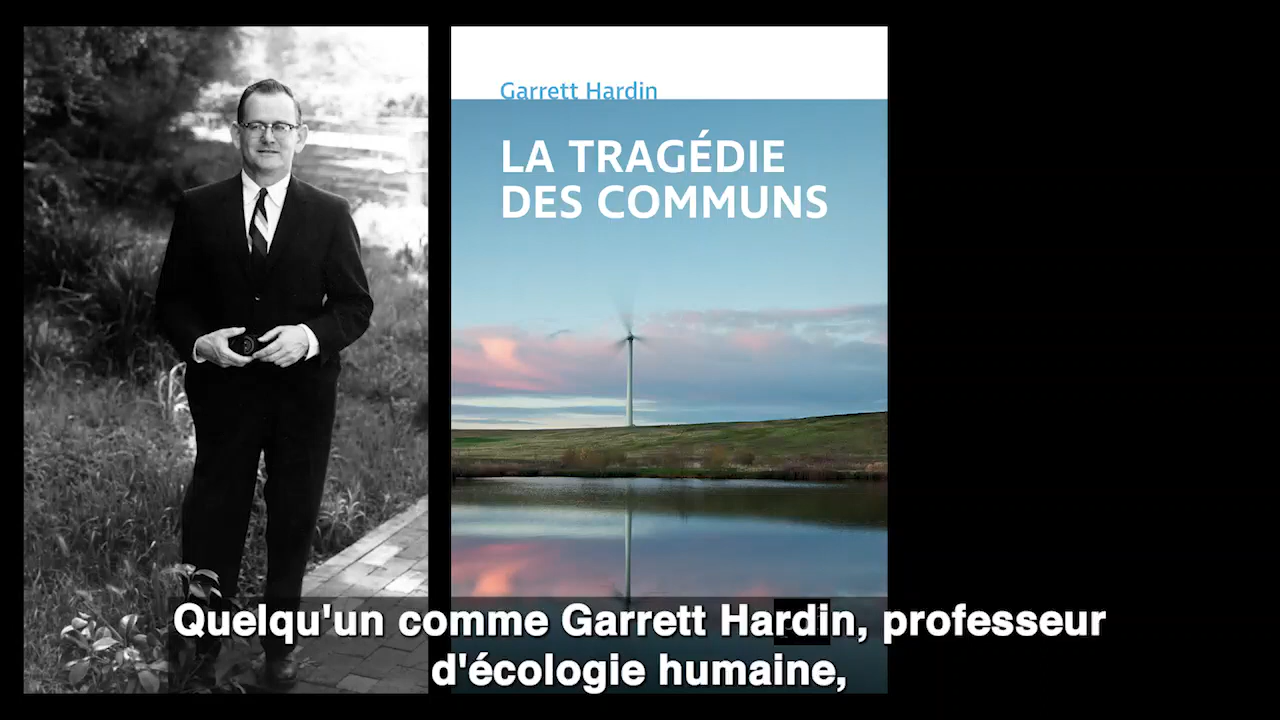 Garrett Hardin
LA TRAGÉDIE
DES COMMUNS
Quelqu'un comme Garrett Hardin, professeur
d'écologie humaine,